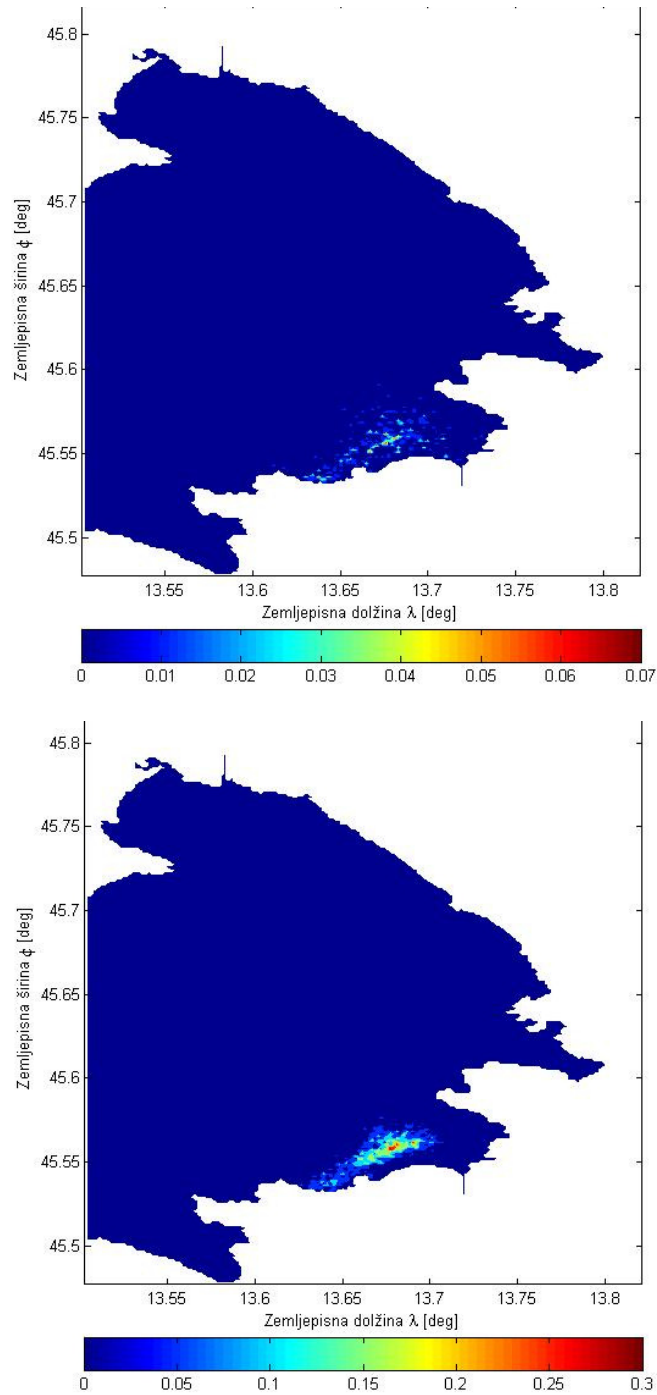 45.8
45.75
45.7
45.65
45.6
45.55
45.5
Zemljepisna širina ϕ [deg]
13.55 13.6 13.65 13.7 13.75 13.8
Zemljepisna dolžina λ [deg]
0 0.01 0.02 0.03 0.04 0.05 0.06 0.07
45.8
45.75
45.7
45.65
45.6
45.55
45.5
Zemljepisna širina ϕ [deg]
13.55 13.6 13.65 13.7 13.75 13.8
Zemljepisna dolžina λ [deg]
0 0.05 0.1 0.15 0.2 0.25 0.3